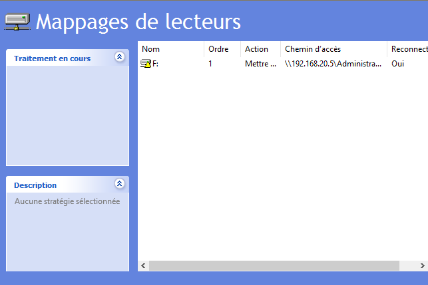 Mappages de lecteurs
Traitement en cours
Description
Aucune stratégie sélectionnée
Nom Ordre Action Chemin d'accès Reconnect
F: 1 Mettre ... \\192.168.20.5\Administra... Oui